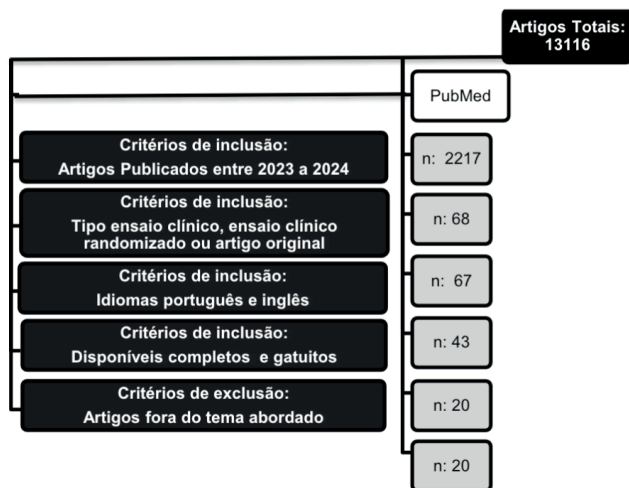 Artigos Totais:
13116
PubMed
Critérios de inclusão:
Artigos Publicados entre 2023 a 2024
n: 2217
Critérios de inclusão:
Tipo ensaio clínico, ensaio clínico
randomizado ou artigo original
n: 68
Critérios de inclusão:
Idiomas português e inglês
n: 67
Critérios de inclusão:
Disponíveis completos e gatuitos
n: 43
Critérios de exclusão:
Artigos fora do tema abordado
n: 20
n: 20